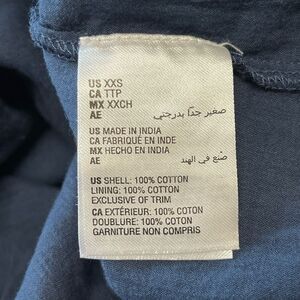 US XXS
CA TTP
MX XXCH
AE صغير جدًا بدرجتي
US MADE IN INDIA
CA FABRIQUÉ EN INDE
MX HECHO EN INDIA
AE صُنع في الهند
US SHELL: 100% COTTON
LINING: 100% COTTON
EXCLUSIVE OF TRIM
CA EXTÉRIEUR: 100% COTON
DOUBLURE: 100% COTON
GARNITURE NON COMPRIS